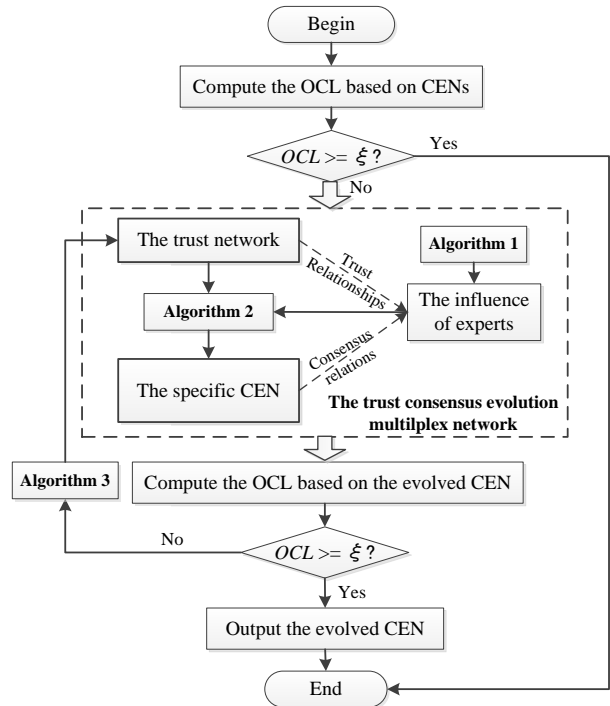 Begin
Compute the OCL based on CENs
OCL >= ξ ?
Yes
No
The trust network
Algorithm 1
Trust
Relationships
Algorithm 2
The influence
of experts
Consensus
relations
The specific CEN
The trust consensus evolution
multilplex network
Algorithm 3
Compute the OCL based on the evolved CEN
No
OCL >= ξ ?
Yes
Output the evolved CEN
End